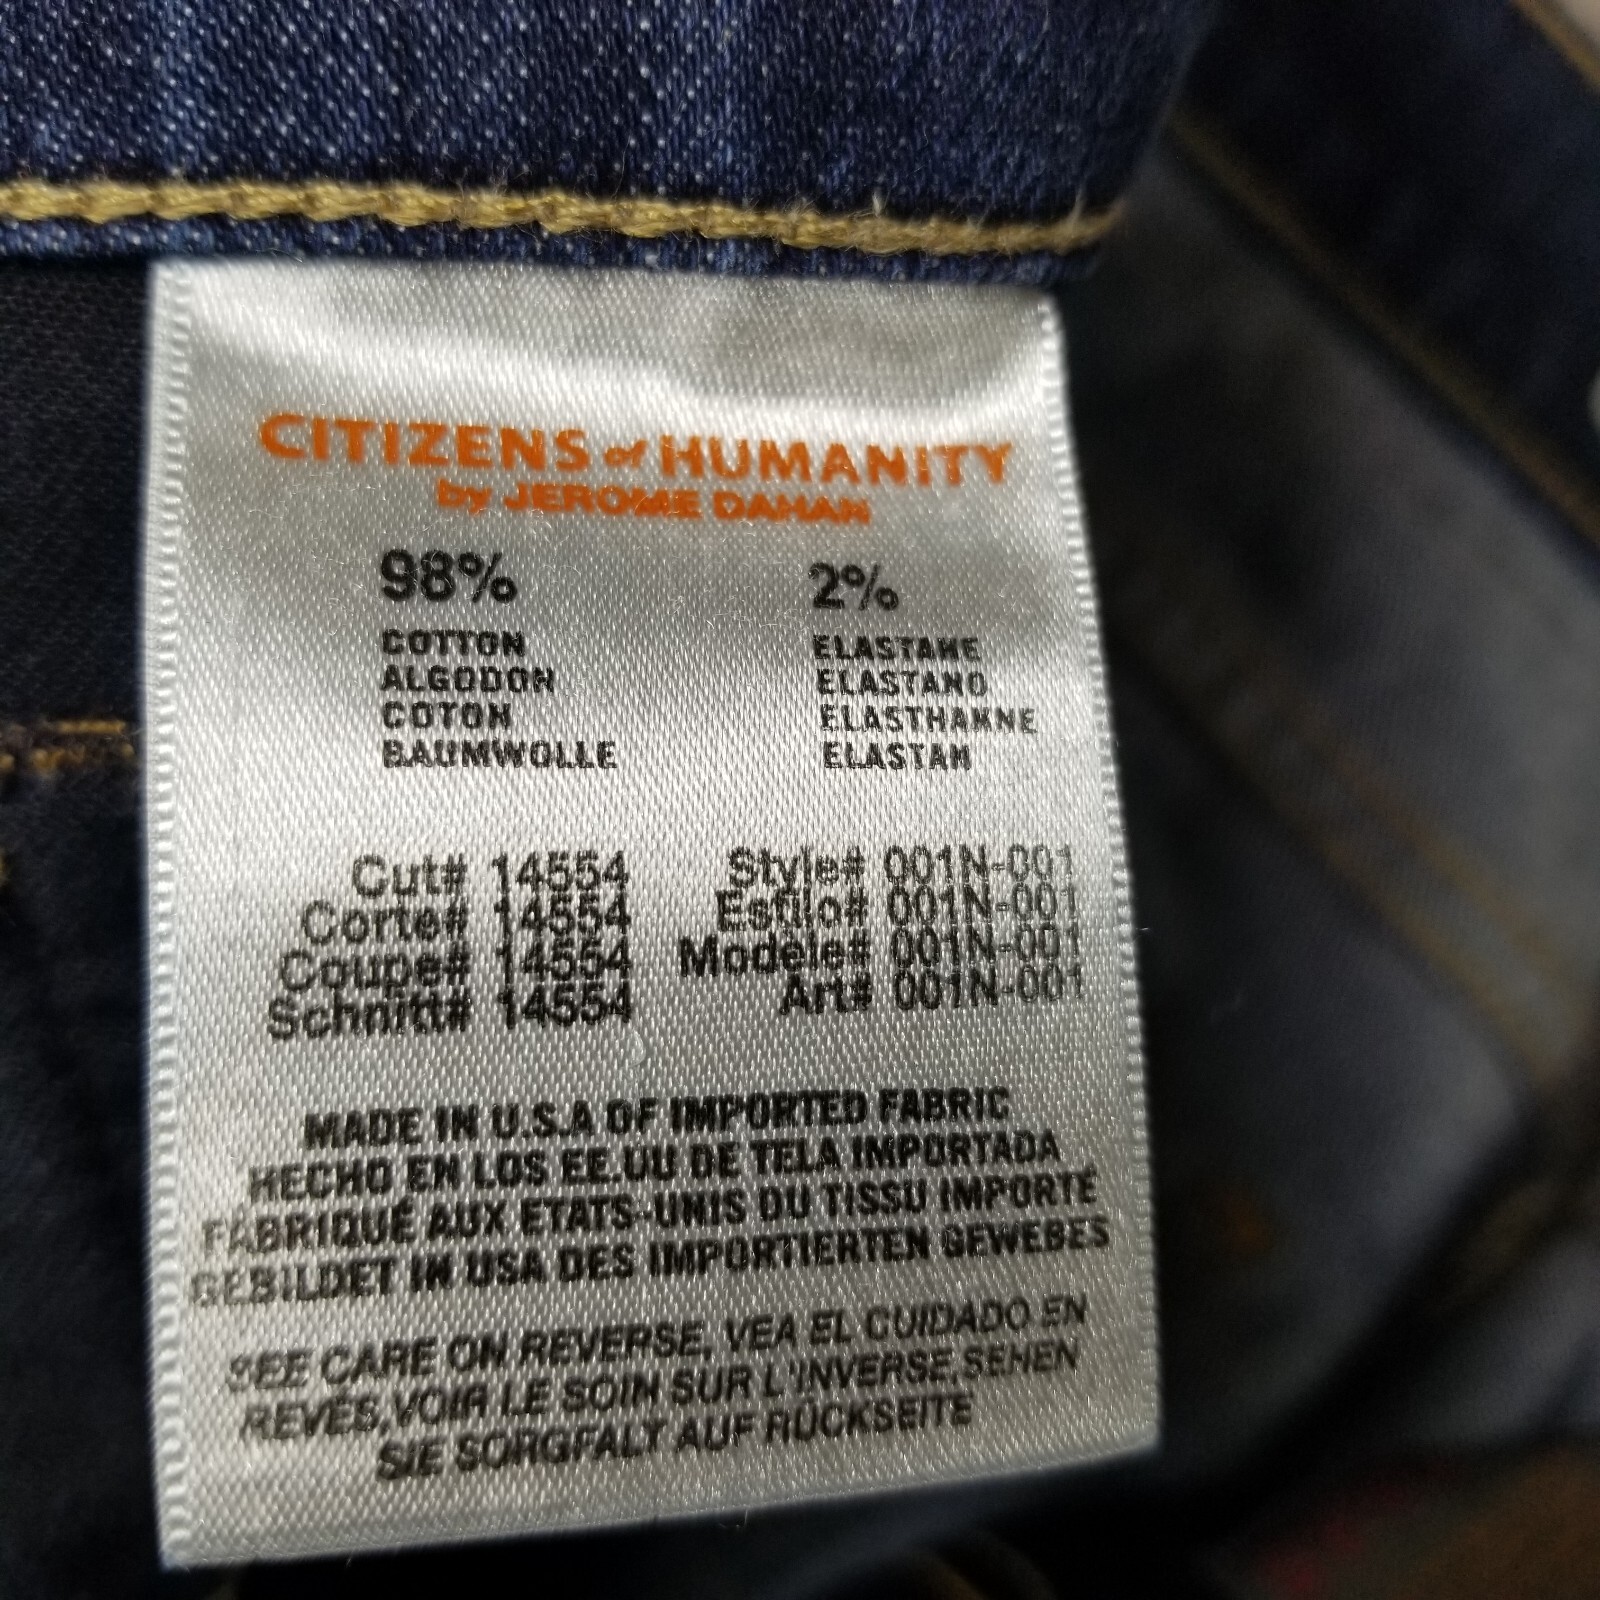 CITIZENS of HUMANITY
by JEROME DAHAN
98% 2%
COTTON ELASTANE
ALGODON ELASTANO
COTON ELASTHANNE
BAUMWOLLE ELASTAN
Cut# 14554 Style# 001N-001
Corte# 14554 Estilo# 001N-001
Coupe# 14554 Modèle# 001N-001
Schnitt# 14554 Art# 001N-001
MADE IN U.S.A OF IMPORTED FABRIC
HECHO EN LOS EE.UU DE TELA IMPORTADA
FABRIQUÉ AUX ETATS-UNIS DU TISSU IMPORTÉ
GEBILDET IN USA DES IMPORTIERTEN GEWEBES
SEE CARE ON REVERSE, VEA EL CUIDADO EN
REVÉS,VOIR LE SOIN SUR L'INVERSE,SEHEN
SIE SORGFALT AUF RÜCKSEITE